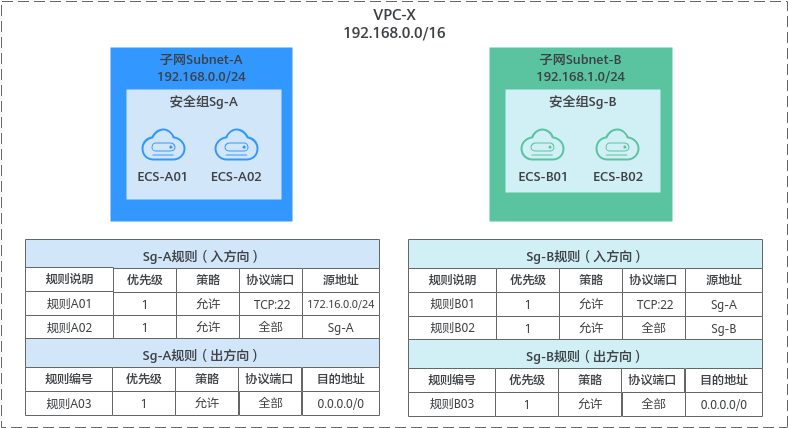 VPC-X
192.168.0.0/16
子网Subnet-A
192.168.0.0/24
安全组Sg-A
ECS-A01 ECS-A02
子网Subnet-B
192.168.1.0/24
安全组Sg-B
ECS-B01 ECS-B02
Sg-A规则（入方向）
规则说明 优先级 策略 协议端口 源地址
规则A01 1 允许 TCP:22 172.16.0.0/24
规则A02 1 允许 全部 Sg-A
Sg-A规则（出方向）
规则编号 优先级 策略 协议端口 目的地址
规则A03 1 允许 全部 0.0.0.0/0
Sg-B规则（入方向）
规则说明 优先级 策略 协议端口 源地址
规则B01 1 允许 TCP:22 Sg-A
规则B02 1 允许 全部 Sg-B
Sg-B规则（出方向）
规则编号 优先级 策略 协议端口 目的地址
规则B03 1 允许 全部 0.0.0.0/0